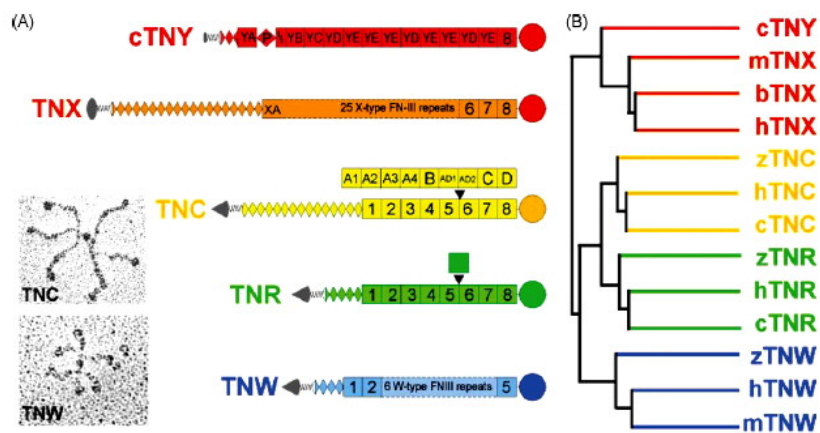 (A)
cTNY YA P YB YC YD YE YE YE YD YE YE YD YE 8
TNX XA 25 X-type FN-III repeats 6 7 8
A1 A2 A3 A4 B AD1 AD2 C D
TNC 1 2 3 4 5 6 7 8
TNR 1 2 3 4 5 6 7 8
TNW 1 2 6 W-type FNIII repeats 5
TNC
TNW
(B)
cTNY
mTNX
bTNX
hTNX
zTNC
hTNC
cTNC
zTNR
hTNR
cTNR
zTNW
hTNW
mTNW